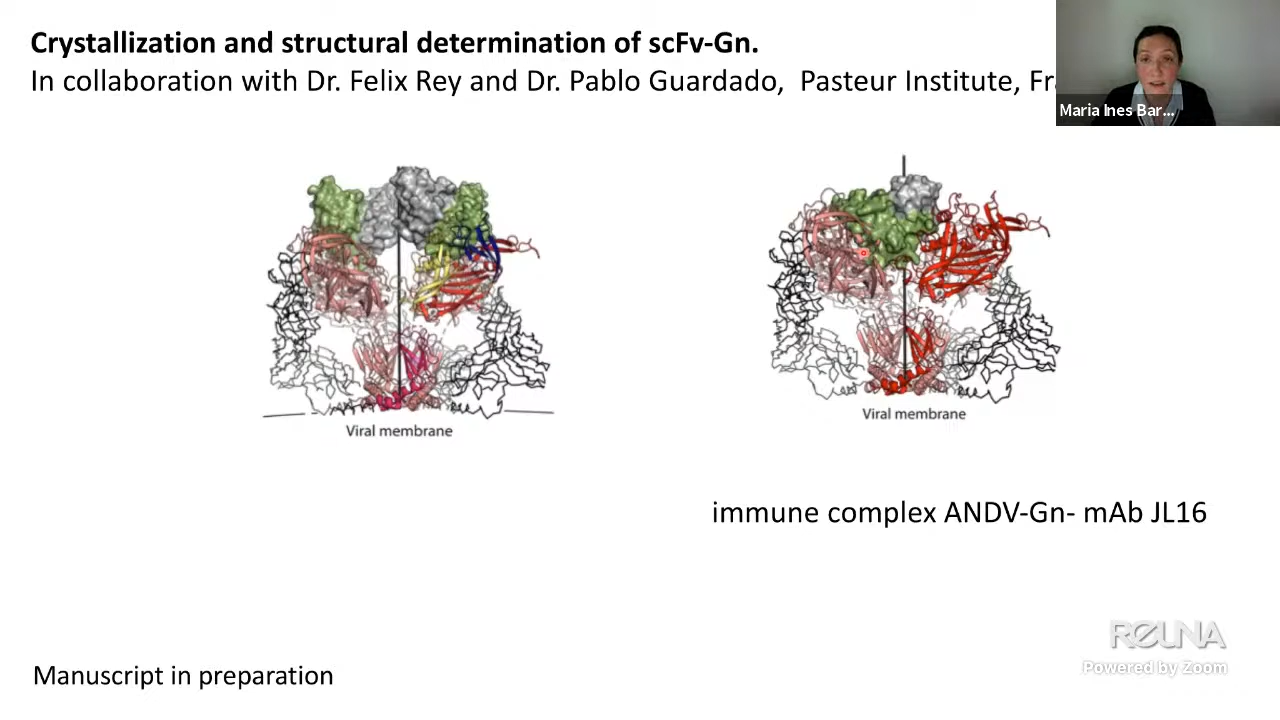 Crystallization and structural determination of scFv-Gn.
In collaboration with Dr. Felix Rey and Dr. Pablo Guardado, Pasteur Institute, Fra
Maria Ines Bar...
Viral membrane
Viral membrane
immune complex ANDV-Gn- mAb JL16
REUNA
Powered by Zoom
Manuscript in preparation